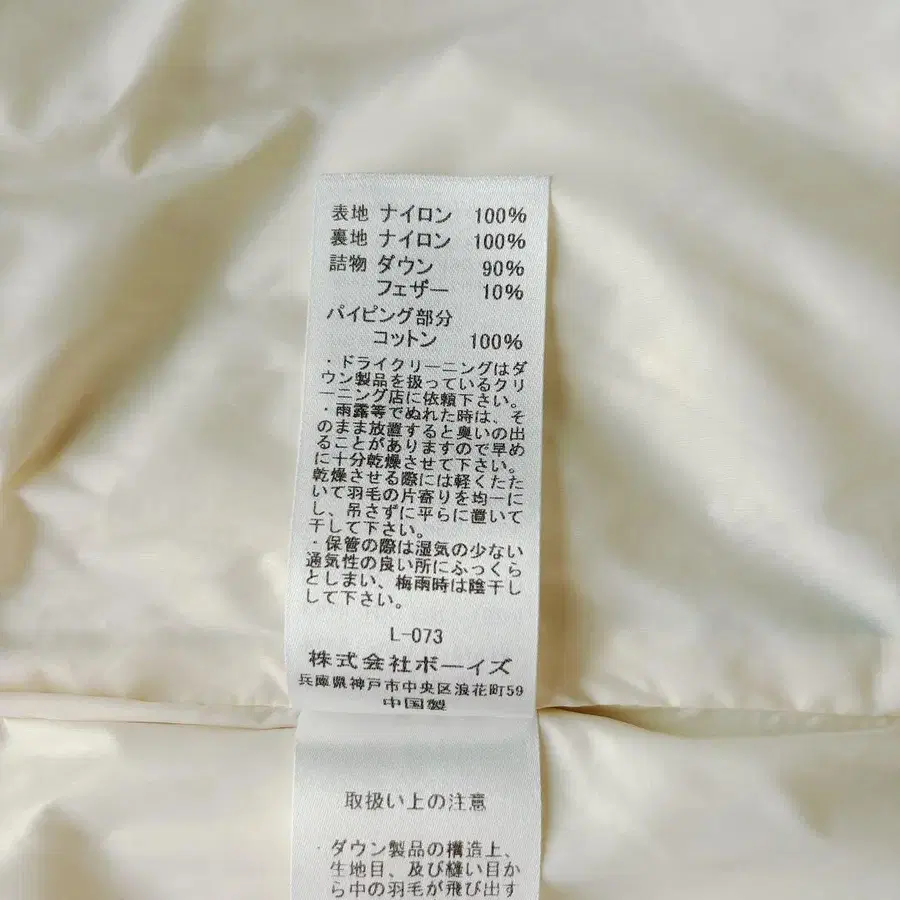 表地 ナイロン 100%
裏地 ナイロン 100%
詰物 ダウン 90%
フェザー 10%
パイピング部分
コットン 100%
・ドライクリーニングはダ
ウン製品を扱っているクリ
ーニング店に依頼下さい。
・雨露等でぬれた時は、そ
のまま放置すると臭いの出
ることがありますので早め
に十分乾燥させて下さい。
乾燥させる際には軽くたた
いて羽毛の片寄りを均一に
し、吊さずに平らに置いて
干して下さい。
・保管の際は湿気の少ない
通気性の良い所にふっくら
としまい、梅雨時は陰干し
して下さい。
L-073
株式会社ボーイズ
兵庫県神戸市中央区浪花町59
中国製
取扱い上の注意
・ダウン製品の構造上、
生地目、及び縫い目か
ら中の羽毛が飛び出す